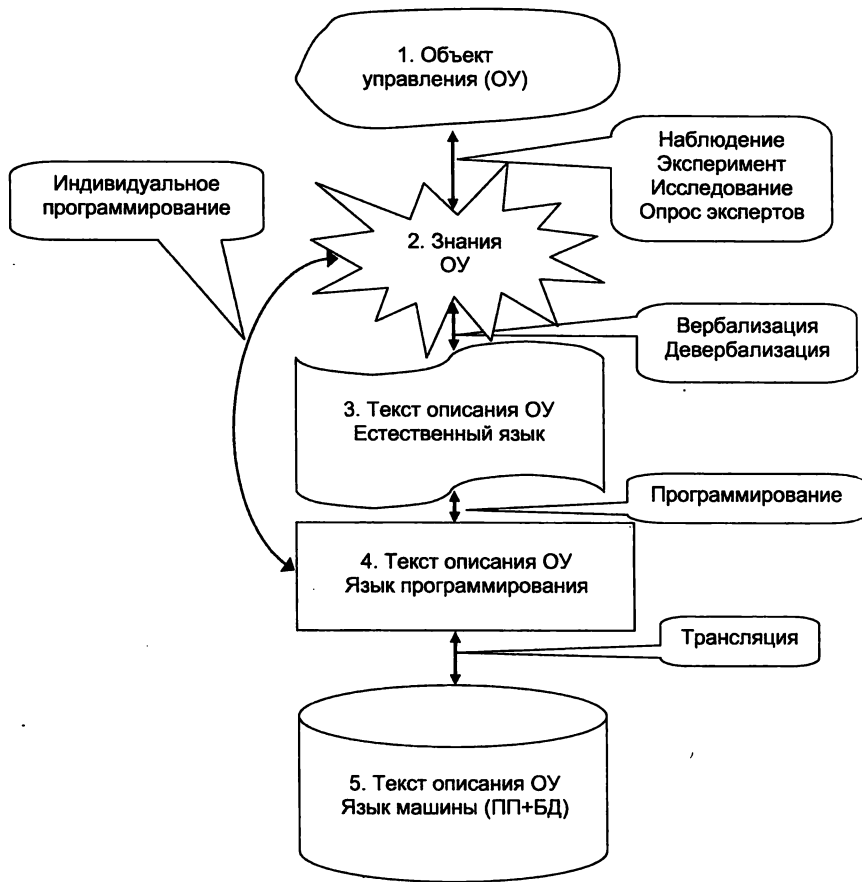 1. Объект
управления (ОУ)
Наблюдение
Эксперимент
Исследование
Опрос экспертов
Индивидуальное
программирование
2. Знания
ОУ
Вербализация
Девербализация
3. Текст описания ОУ
Естественный язык
Программирование
4. Текст описания ОУ
Язык программирования
Трансляция
5. Текст описания ОУ
Язык машины (ПП+БД)